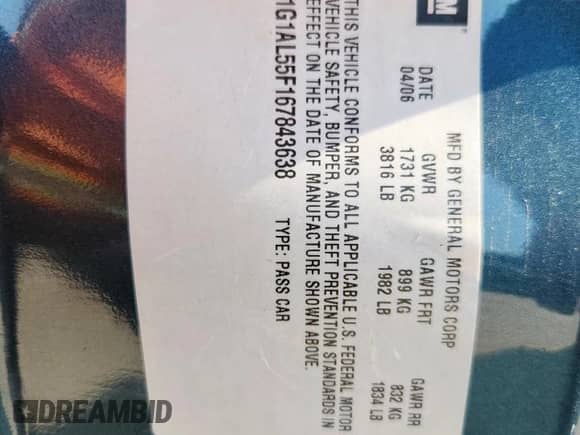 GM
MFD BY GENERAL MOTORS CORP
DATE GVWR GAWR FRT GAWR RR
04/06 1731 KG 899 KG 832 KG
3816 LB 1982 LB 1834 LB
THIS VEHICLE CONFORMS TO ALL APPLICABLE U.S. FEDERAL MOTOR
VEHICLE SAFETY, BUMPER, AND THEFT PREVENTION STANDARDS IN
EFFECT ON THE DATE OF MANUFACTURE SHOWN ABOVE.
1G1AL55F167843638 TYPE: PASS CAR
DREAMBID